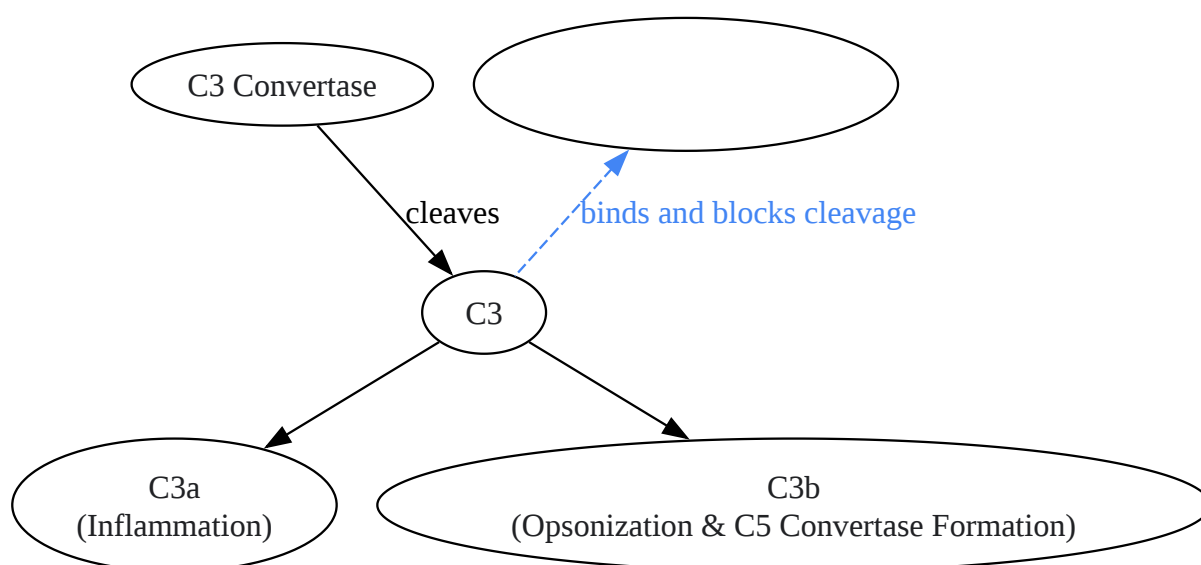 C3 Convertase
cleaves
binds and blocks cleavage
C3
C3a
(Inflammation)
C3b
(Opsonization & C5 Convertase Formation)